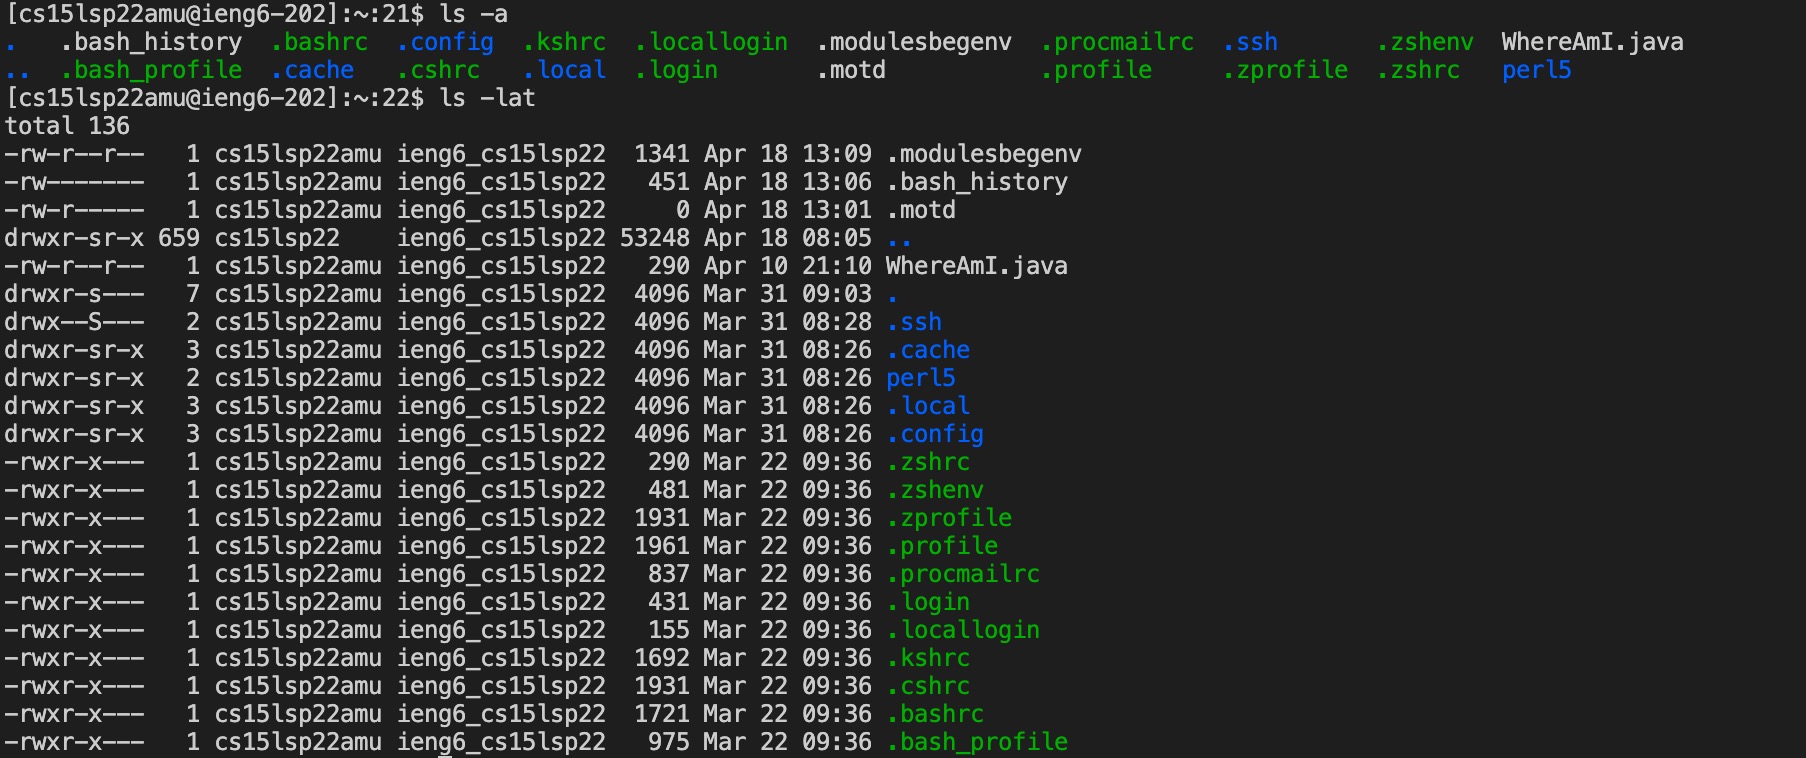 [cs15lsp22amu@ieng6-202]:~:21$ ls -a
.   .bash_history  .bashrc  .config  .kshrc  .locallogin  .modulesbegenv  .procmailrc  .ssh       .zshenv  WhereAmI.java
..  .bash_profile  .cache   .cshrc   .local  .login       .motd           .profile     .zprofile  .zshrc   perl5
[cs15lsp22amu@ieng6-202]:~:22$ ls -lat
total 136
-rw-r--r--   1 cs15lsp22amu ieng6_cs15lsp22  1341 Apr 18 13:09 .modulesbegenv
-rw-------   1 cs15lsp22amu ieng6_cs15lsp22   451 Apr 18 13:06 .bash_history
-rw-r-----   1 cs15lsp22amu ieng6_cs15lsp22     0 Apr 18 13:01 .motd
drwxr-sr-x 659 cs15lsp22    ieng6_cs15lsp22 53248 Apr 18 08:05 ..
-rw-r--r--   1 cs15lsp22amu ieng6_cs15lsp22   290 Apr 10 21:10 WhereAmI.java
drwxr-s---   7 cs15lsp22amu ieng6_cs15lsp22  4096 Mar 31 09:03 .
drwx--S---   2 cs15lsp22amu ieng6_cs15lsp22  4096 Mar 31 08:28 .ssh
drwxr-sr-x   3 cs15lsp22amu ieng6_cs15lsp22  4096 Mar 31 08:26 .cache
drwxr-sr-x   2 cs15lsp22amu ieng6_cs15lsp22  4096 Mar 31 08:26 perl5
drwxr-sr-x   3 cs15lsp22amu ieng6_cs15lsp22  4096 Mar 31 08:26 .local
drwxr-sr-x   3 cs15lsp22amu ieng6_cs15lsp22  4096 Mar 31 08:26 .config
-rwxr-x---   1 cs15lsp22amu ieng6_cs15lsp22   290 Mar 22 09:36 .zshrc
-rwxr-x---   1 cs15lsp22amu ieng6_cs15lsp22   481 Mar 22 09:36 .zshenv
-rwxr-x---   1 cs15lsp22amu ieng6_cs15lsp22  1931 Mar 22 09:36 .zprofile
-rwxr-x---   1 cs15lsp22amu ieng6_cs15lsp22  1961 Mar 22 09:36 .profile
-rwxr-x---   1 cs15lsp22amu ieng6_cs15lsp22   837 Mar 22 09:36 .procmailrc
-rwxr-x---   1 cs15lsp22amu ieng6_cs15lsp22   431 Mar 22 09:36 .login
-rwxr-x---   1 cs15lsp22amu ieng6_cs15lsp22   155 Mar 22 09:36 .locallogin
-rwxr-x---   1 cs15lsp22amu ieng6_cs15lsp22  1692 Mar 22 09:36 .kshrc
-rwxr-x---   1 cs15lsp22amu ieng6_cs15lsp22  1931 Mar 22 09:36 .cshrc
-rwxr-x---   1 cs15lsp22amu ieng6_cs15lsp22  1721 Mar 22 09:36 .bashrc
-rwxr-x---   1 cs15lsp22amu ieng6_cs15lsp22   975 Mar 22 09:36 .bash_profile